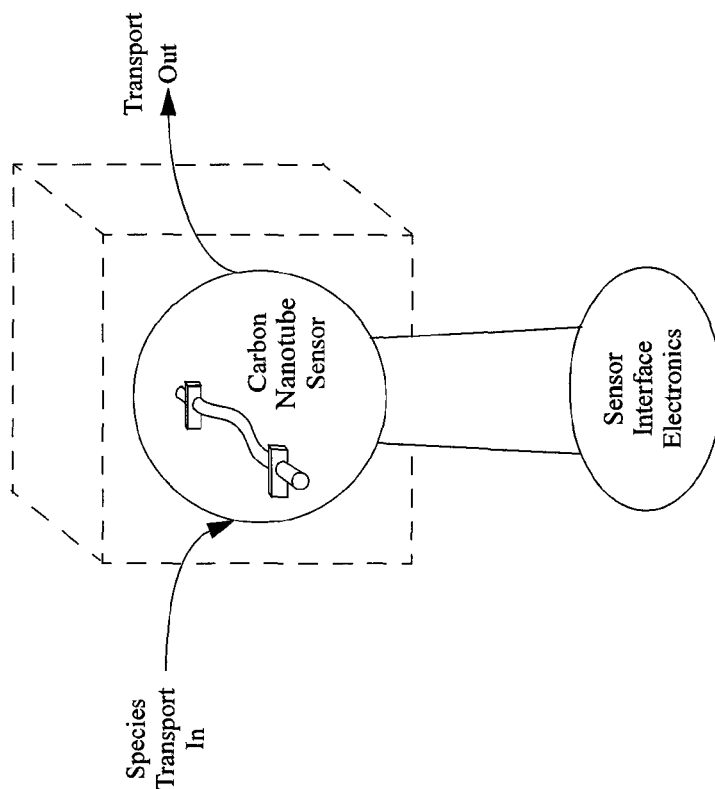 Species
Transport
In
Carbon
Nanotube
Sensor
Transport
Out
Sensor
Interface
Electronics